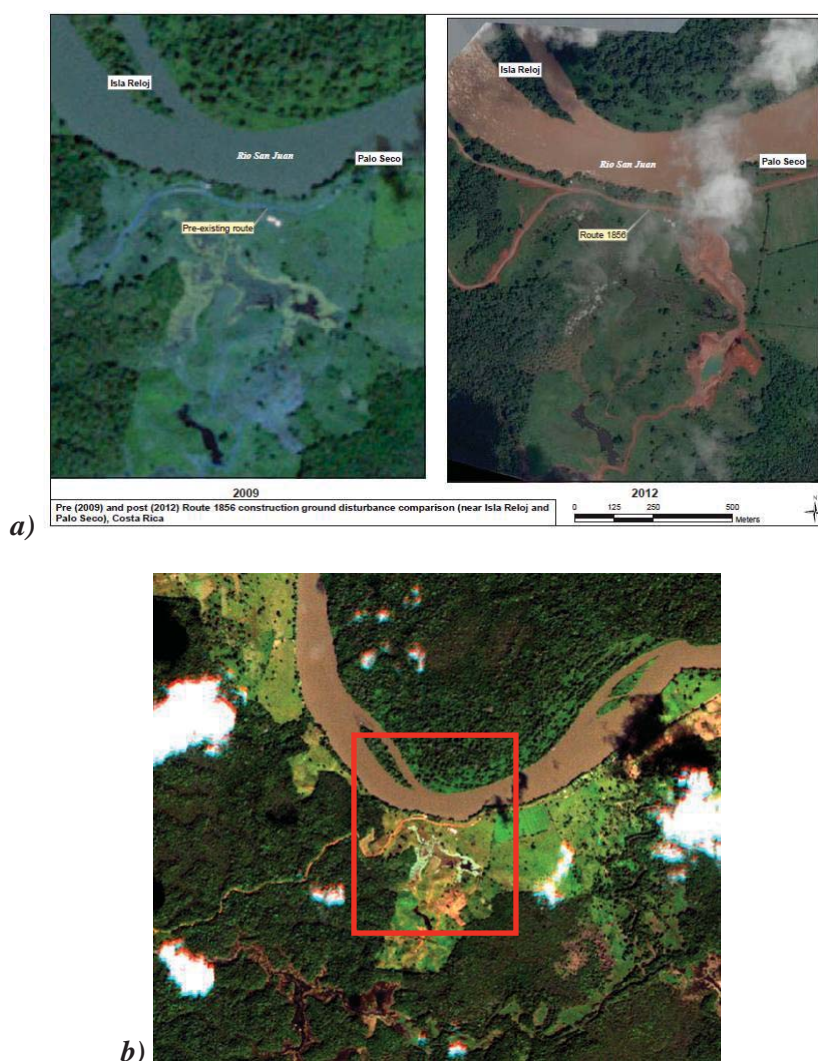 Isla Reloj
Rio San Juan
Palo Seco
Pre-existing route
Isla Reloj
Rio San Juan
Palo Seco
Route 1856
2009
2012
Pre (2009) and post (2012) Route 1856 construction ground disturbance comparison (near Isla Reloj and
Palo Seco), Costa Rica
0 125 250 500
Meters
N
a)
b)